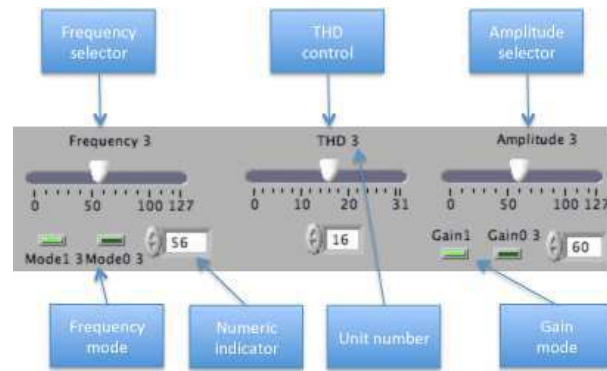 Frequency selector
THD control
Amplitude selector
Frequency 3
THD 3
Amplitude 3
0 50 100 127
0 10 20 31
0 50 100 127
Mode1 3 Mode0 3
56
16
Gain1 Gain0 3
60
Frequency mode
Numeric indicator
Unit number
Gain mode